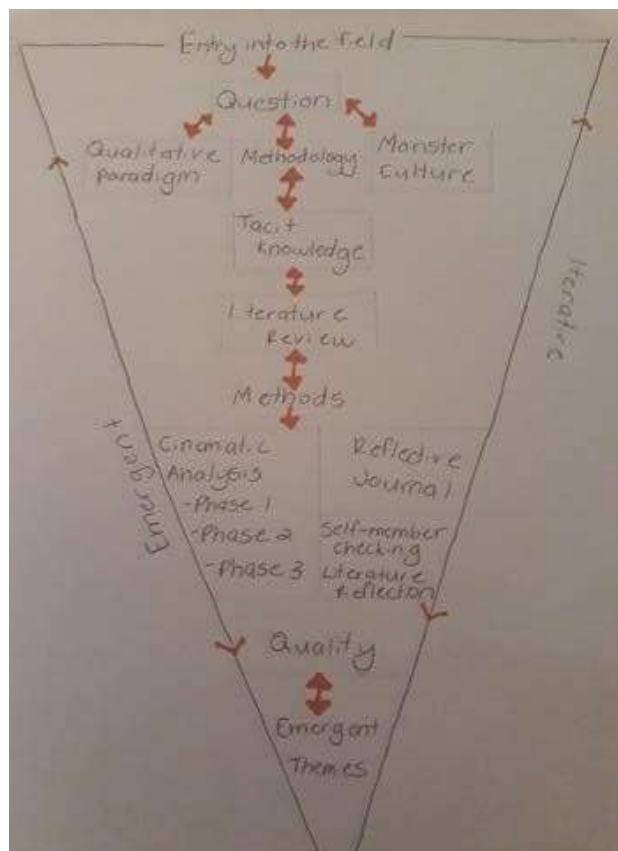 Entry into the field
Question
Qualitative
paradigm
Methodology
Monster
Culture
Tacit
Knowledge
Literature
Review
Methods
Cinematic
Analysis
-Phase 1
-Phase 2
-Phase 3
Reflective
Journal
Self-member
checking
Literature
Reflection
Emergent
Iterative
Quality
Emergent
Themes